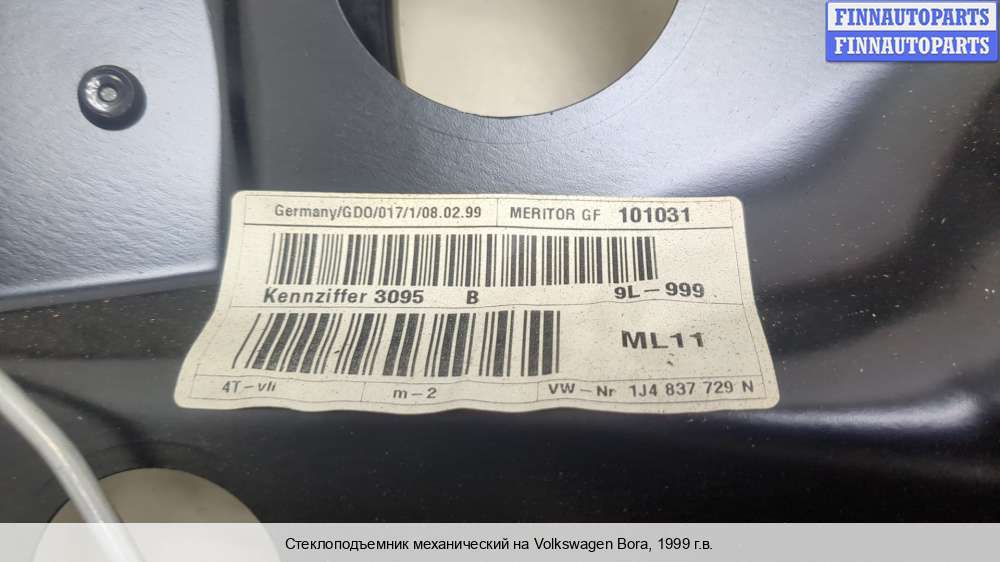 FINNAUTOPARTS
FINNAUTOPARTS
Germany/GDO/017/1/08.02.99 MERITOR GF 101031
Kennziffer 3095 B 9L-999
ML11
4T-vli m-2 VW-Nr 1J4 837 729 N
Стеклоподъемник механический на Volkswagen Bora, 1999 г.в.